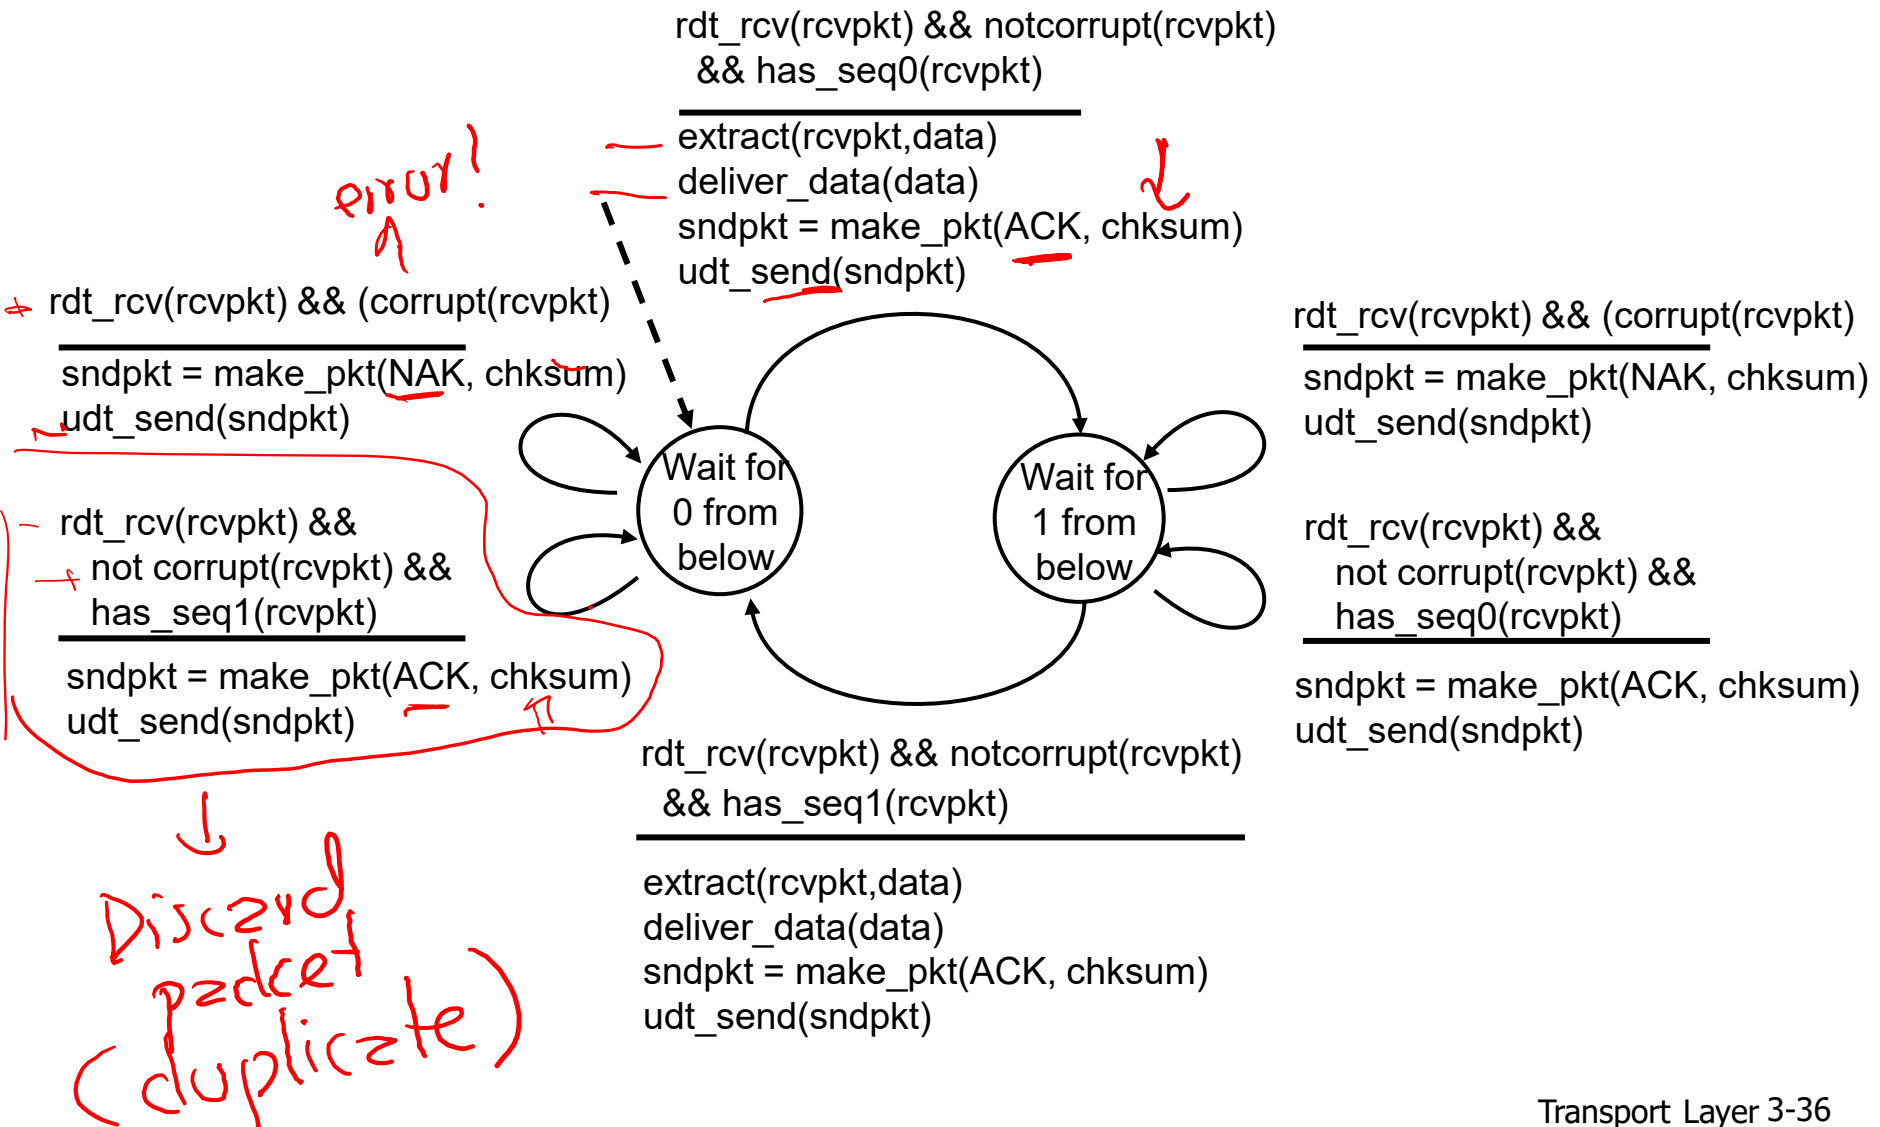 rdt_rcv(rcvpkt) && notcorrupt(rcvpkt)
&& has_seq0(rcvpkt)
extract(rcvpkt,data)
deliver_data(data)
sndpkt = make_pkt(ACK, chksum)
udt_send(sndpkt)
error!
rdt_rcv(rcvpkt) && (corrupt(rcvpkt)
sndpkt = make_pkt(NAK, chksum)
udt_send(sndpkt)
rdt_rcv(rcvpkt) &&
not corrupt(rcvpkt) &&
has_seq1(rcvpkt)
sndpkt = make_pkt(ACK, chksum)
udt_send(sndpkt)
Discard
packet
(duplicate)
Wait for
0 from
below
Wait for
1 from
below
rdt_rcv(rcvpkt) && (corrupt(rcvpkt)
sndpkt = make_pkt(NAK, chksum)
udt_send(sndpkt)
rdt_rcv(rcvpkt) &&
not corrupt(rcvpkt) &&
has_seq0(rcvpkt)
sndpkt = make_pkt(ACK, chksum)
udt_send(sndpkt)
rdt_rcv(rcvpkt) && notcorrupt(rcvpkt)
&& has_seq1(rcvpkt)
extract(rcvpkt,data)
deliver_data(data)
sndpkt = make_pkt(ACK, chksum)
udt_send(sndpkt)
Transport Layer 3-36